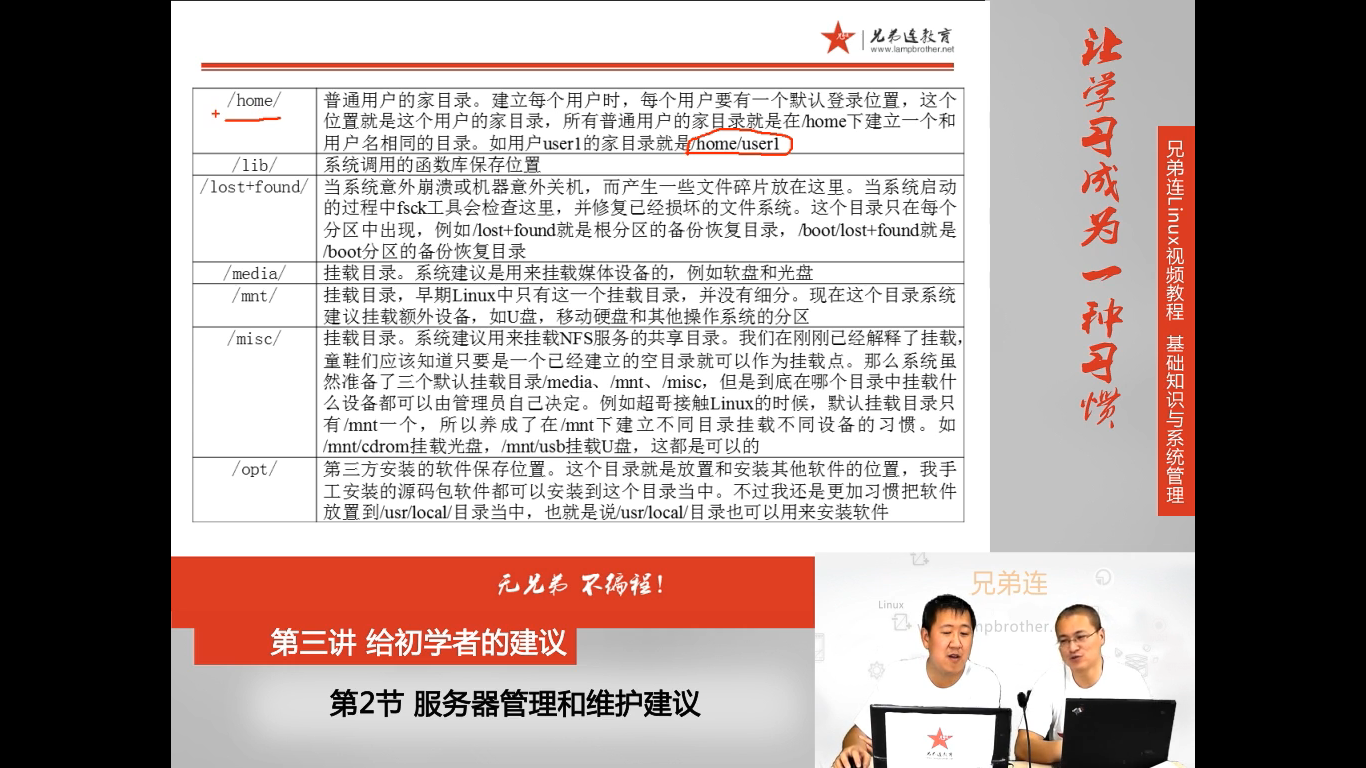 兄弟连教育
www.lampbrother.net
/home/ 普通用户的家目录。建立每个用户时，每个用户要有一个默认登录位置，这个
位置就是这个用户的家目录，所有普通用户的家目录就是在/home下建立一个和
用户名相同的目录。如用户user1的家目录就是/home/user1
/lib/ 系统调用的函数库保存位置
/lost+found/ 当系统意外崩溃或机器意外关机，而产生一些文件碎片放在这里。当系统启动
的过程中fsck工具会检查这里，并修复已经损坏的文件系统。这个目录只在每个
分区中出现，例如/lost+found就是根分区的备份恢复目录，/boot/lost+found就是
/boot分区的备份恢复目录
/media/ 挂载目录。系统建议是用来挂载媒体设备的，例如软盘和光盘
/mnt/ 挂载目录，早期Linux中只有这一个挂载目录，并没有细分。现在这个目录系统
建议挂载额外设备，如U盘，移动硬盘和其他操作系统的分区
/misc/ 挂载目录。系统建议用来挂载NFS服务的共享目录。我们在刚刚已经解释了挂载，
童鞋们应该知道只要是一个已经建立的空目录就可以作为挂载点。那么系统虽
然准备了三个默认挂载目录/media、/mnt、/misc，但是到底在哪个目录中挂载什
么设备都可以由管理员自己决定。例如超哥接触Linux的时候，默认挂载目录只
有/mnt一个，所以养成了在/mnt下建立不同目录挂载不同设备的习惯。如
/mnt/cdrom挂载光盘，/mnt/usb挂载U盘，这都是可以的
/opt/ 第三方安装的软件保存位置。这个目录就是放置和安装其他软件的位置，我手
工安装的源码包软件都可以安装到这个目录当中。不过我还是更加习惯把软件
放置到/usr/local/目录当中，也就是说/usr/local/目录也可以用来安装软件
让学习成为一种习惯
兄弟连Linux视频教程 基础知识与系统管理
无兄弟 不编程！
第三讲 给初学者的建议
第2节 服务器管理和维护建议
兄弟连
Linux
兄弟连教育